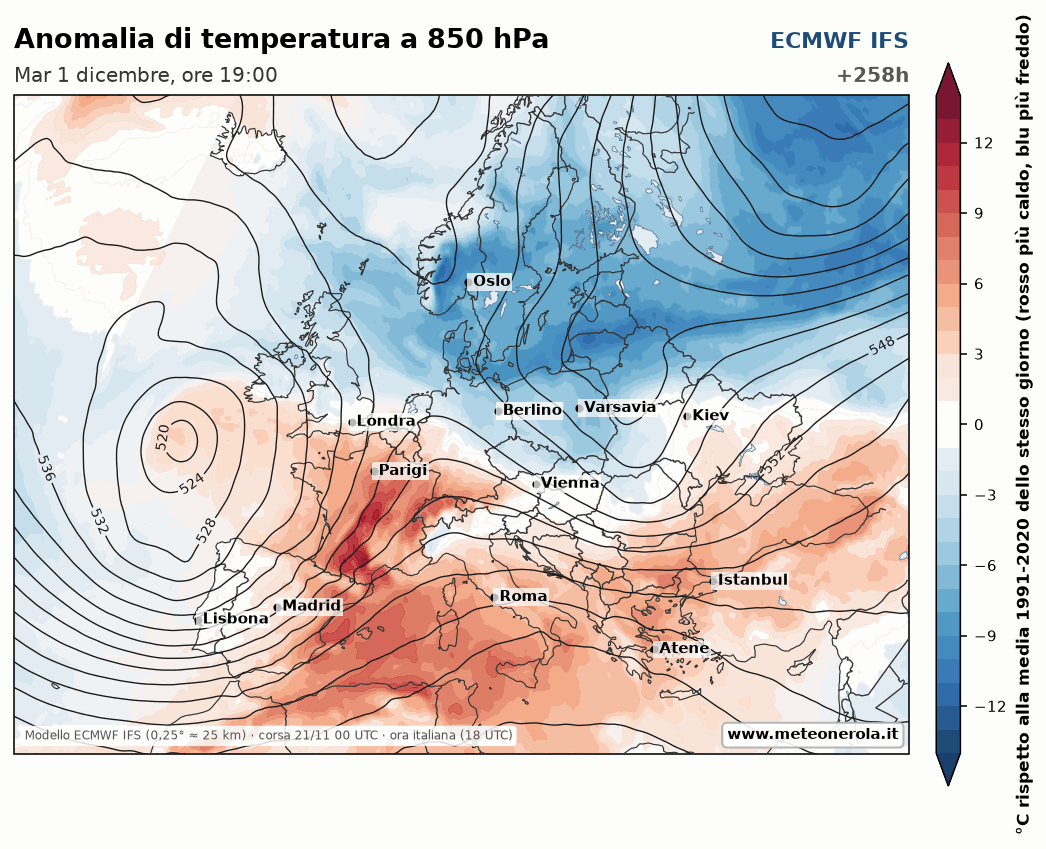 Anomalia di temperatura a 850 hPa
ECMWF IFS
Mar 1 dicembre, ore 19:00
+258h
Oslo
548
Londra
Berlino
Varsavia
Kiev
520
552
536
Parigi
524
Vienna
532
528
Istanbul
Madrid
Roma
Lisbona
Atene
Modello ECMWF IFS (0,25° ≈ 25 km) · corsa 21/11 00 UTC · ora italiana (18 UTC)
www.meteonerola.it
12
9
6
3
0
−3
−6
−9
−12
°C rispetto alla media 1991-2020 dello stesso giorno (rosso più caldo, blu più freddo)